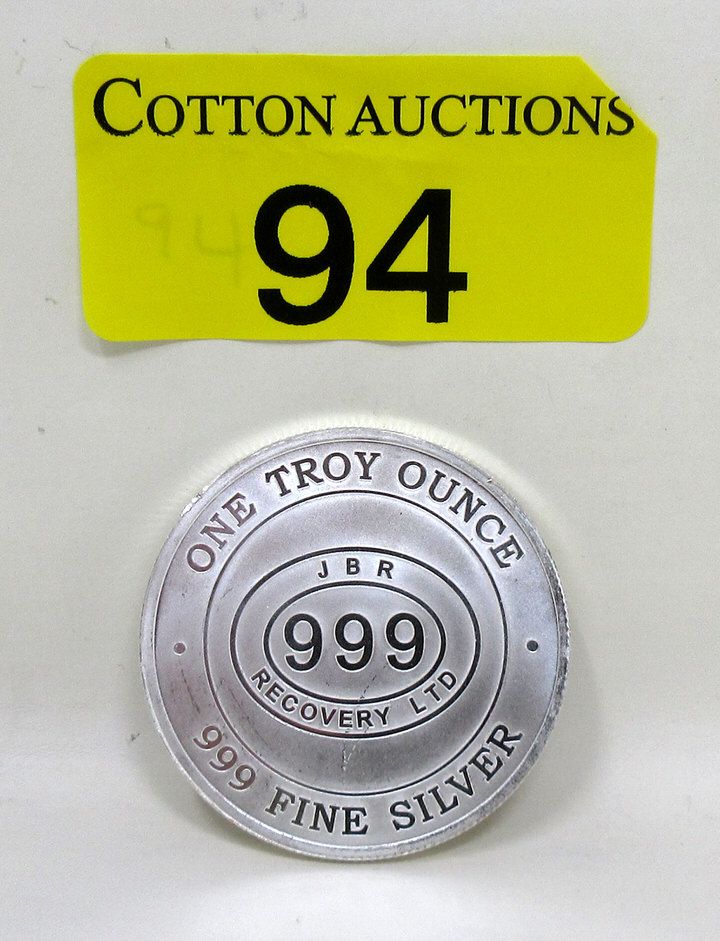 COTTON AUCTIONS
94
94
ONE TROY OUNCE
JBR
999
RECOVERY LTD
999 FINE SILVER